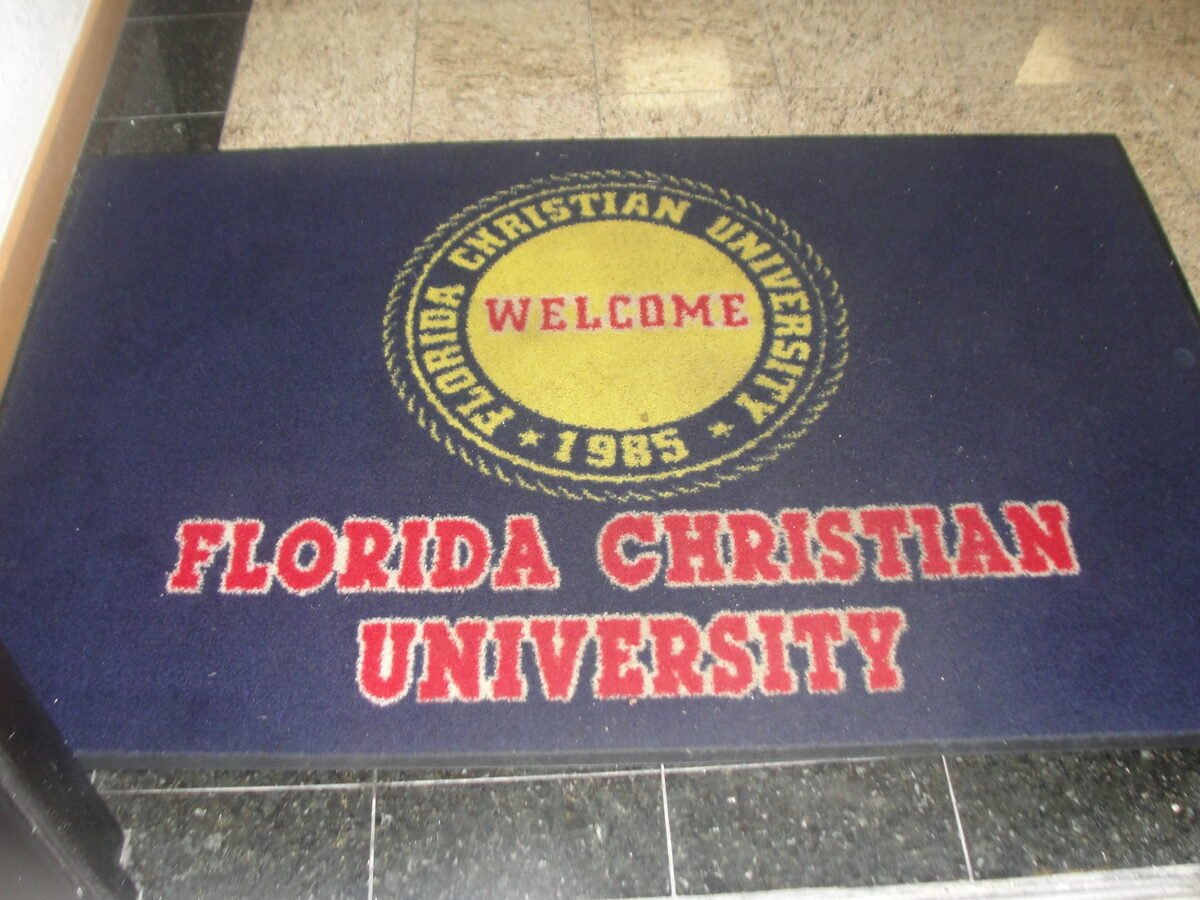 FLORIDA CHRISTIAN UNIVERSITY
WELCOME
★ 1985 ★
FLORIDA CHRISTIAN
UNIVERSITY